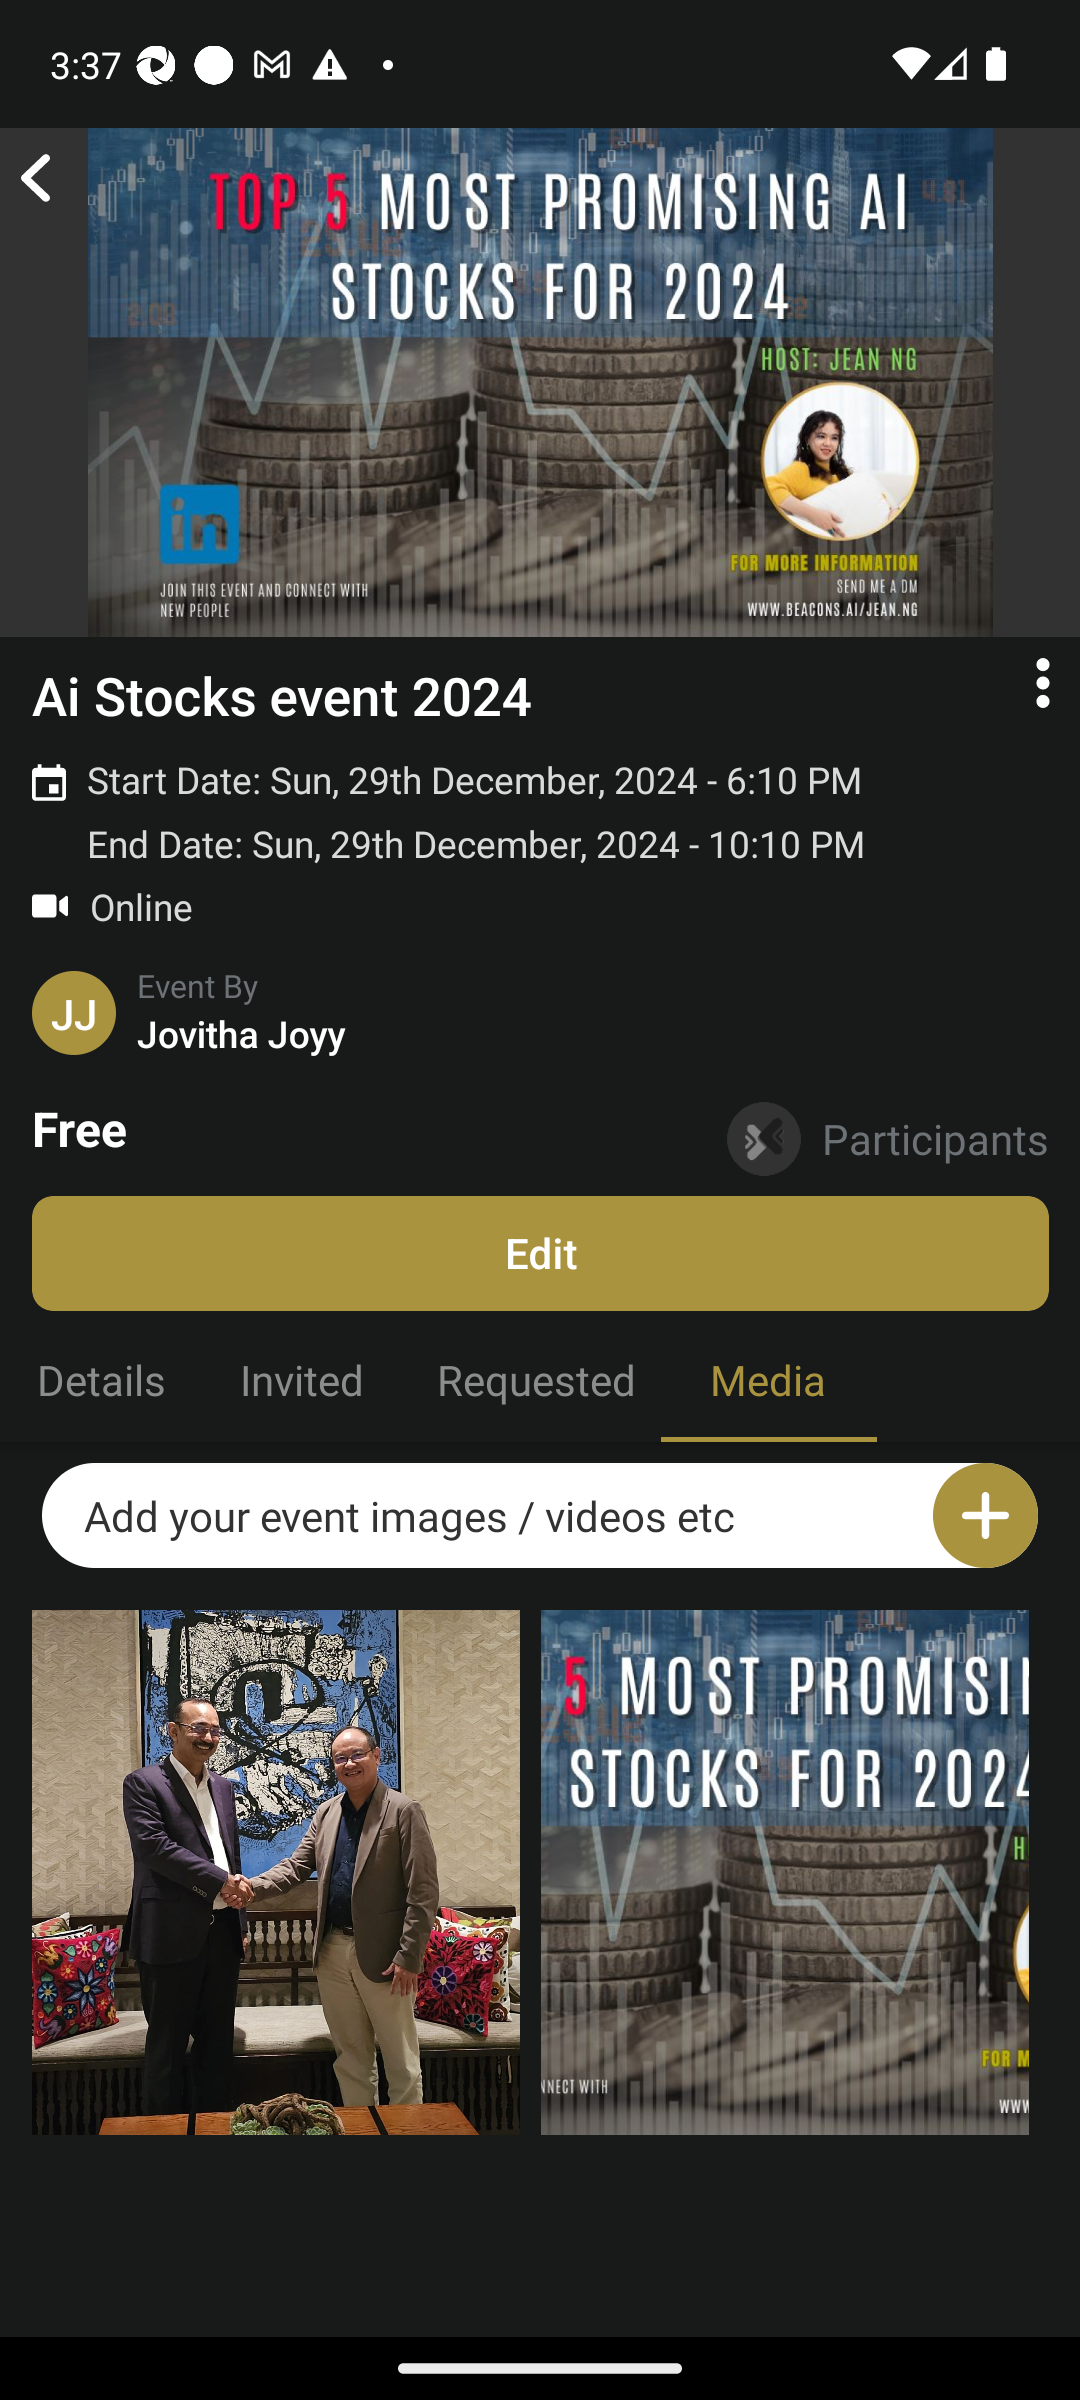 3:37
TOP 5 MOST PROMISING AI
STOCKS FOR 2024
HOST: JEAN NG
in
FOR MORE INFORMATION
SEND ME A DM
WWW.BEACONS.AI/JEAN.NG
JOIN THIS EVENT AND CONNECT WITH
NEW PEOPLE
Ai Stocks event 2024
Start Date: Sun, 29th December, 2024 - 6:10 PM
End Date: Sun, 29th December, 2024 - 10:10 PM
Online
JJ
Event By
Jovitha Joyy
Free
Participants
Edit
Details Invited Requested Media
Add your event images / videos etc
5 MOST PROMISI
STOCKS FOR 202
H
FOR M
NNECT WITH
WWW